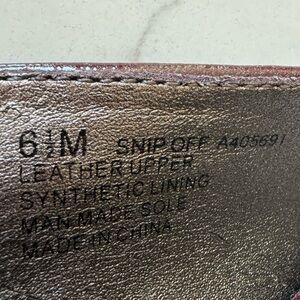 6½M SNIP OFF A405691
LEATHER UPPER
SYNTHETIC LINING
MAN MADE SOLE
MADE IN CHINA